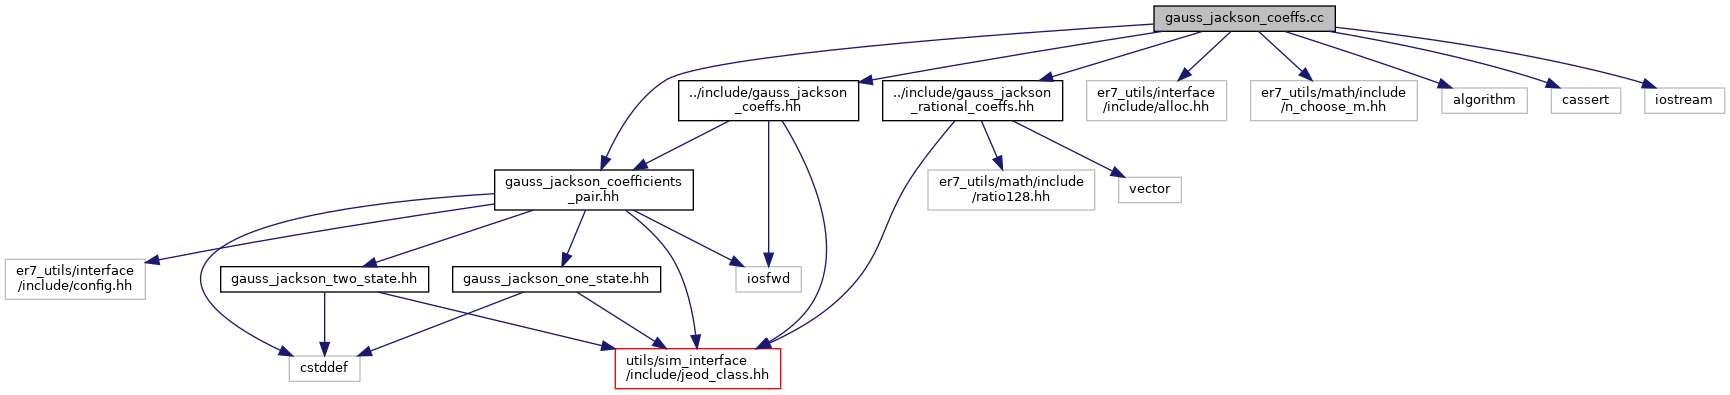 gauss_jackson_coeffs.cc
../include/gauss_jackson
_coeffs.hh
../include/gauss_jackson
_rational_coeffs.hh
er7_utils/interface
/include/alloc.hh
er7_utils/math/include
/n_choose_m.hh
algorithm
cassert
iostream
gauss_jackson_coefficients
_pair.hh
er7_utils/math/include
/ratio128.hh
vector
er7_utils/interface
/include/config.hh
gauss_jackson_two_state.hh
gauss_jackson_one_state.hh
iosfwd
cstddef
utils/sim_interface
/include/jeod_class.hh